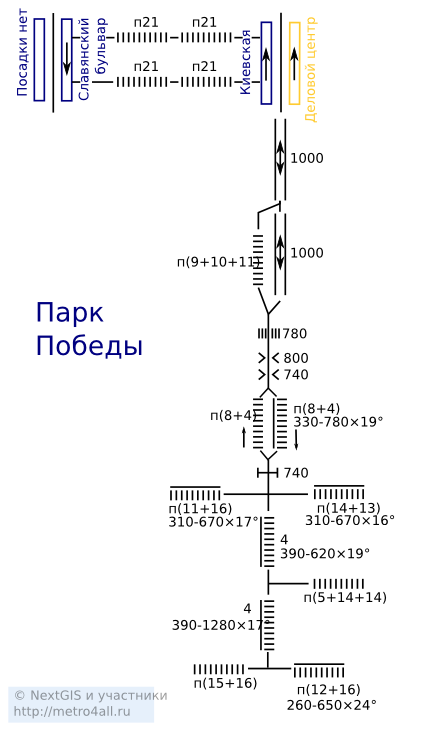 Посадки нет
Славянский
бульвар
п21
п21
п21
п21
Киевская
Деловой центр
1000
1000
п(9+10+11)
Парк
Победы
780
800
740
п(8+4)
п(8+4)
330-780×19°
740
п(11+16)
310-670×17°
п(14+13)
310-670×16°
4
390-620×19°
п(5+14+14)
4
390-1280×17°
п(15+16)
п(12+16)
260-650×24°
© NextGIS и участники
http://metro4all.ru